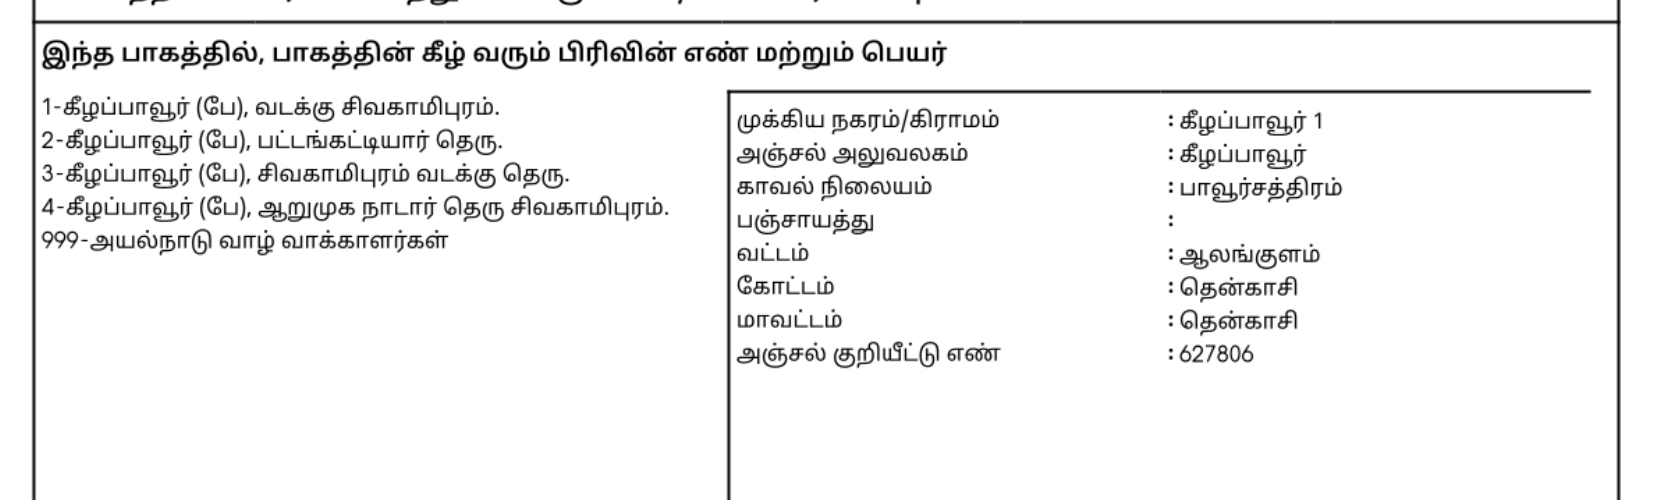 இந்த பாகத்தில், பாகத்தின் கீழ் வரும் பிரிவின் எண் மற்றும் பெயர்
1-கீழப்பாவூர் (பே), வடக்கு சிவகாமிபுரம்.
2-கீழப்பாவூர் (பே), பட்டங்கட்டியார் தெரு.
3-கீழப்பாவூர் (பே), சிவகாமிபுரம் வடக்கு தெரு.
4-கீழப்பாவூர் (பே), ஆறுமுக நாடார் தெரு சிவகாமிபுரம்.
999-அயல்நாடு வாழ் வாக்காளர்கள்
முக்கிய நகரம்/கிராமம் : கீழப்பாவூர் 1
அஞ்சல் அலுவலகம் : கீழப்பாவூர்
காவல் நிலையம் : பாவூர்சத்திரம்
பஞ்சாயத்து :
வட்டம் : ஆலங்குளம்
கோட்டம் : தென்காசி
மாவட்டம் : தென்காசி
அஞ்சல் குறியீட்டு எண் : 627806